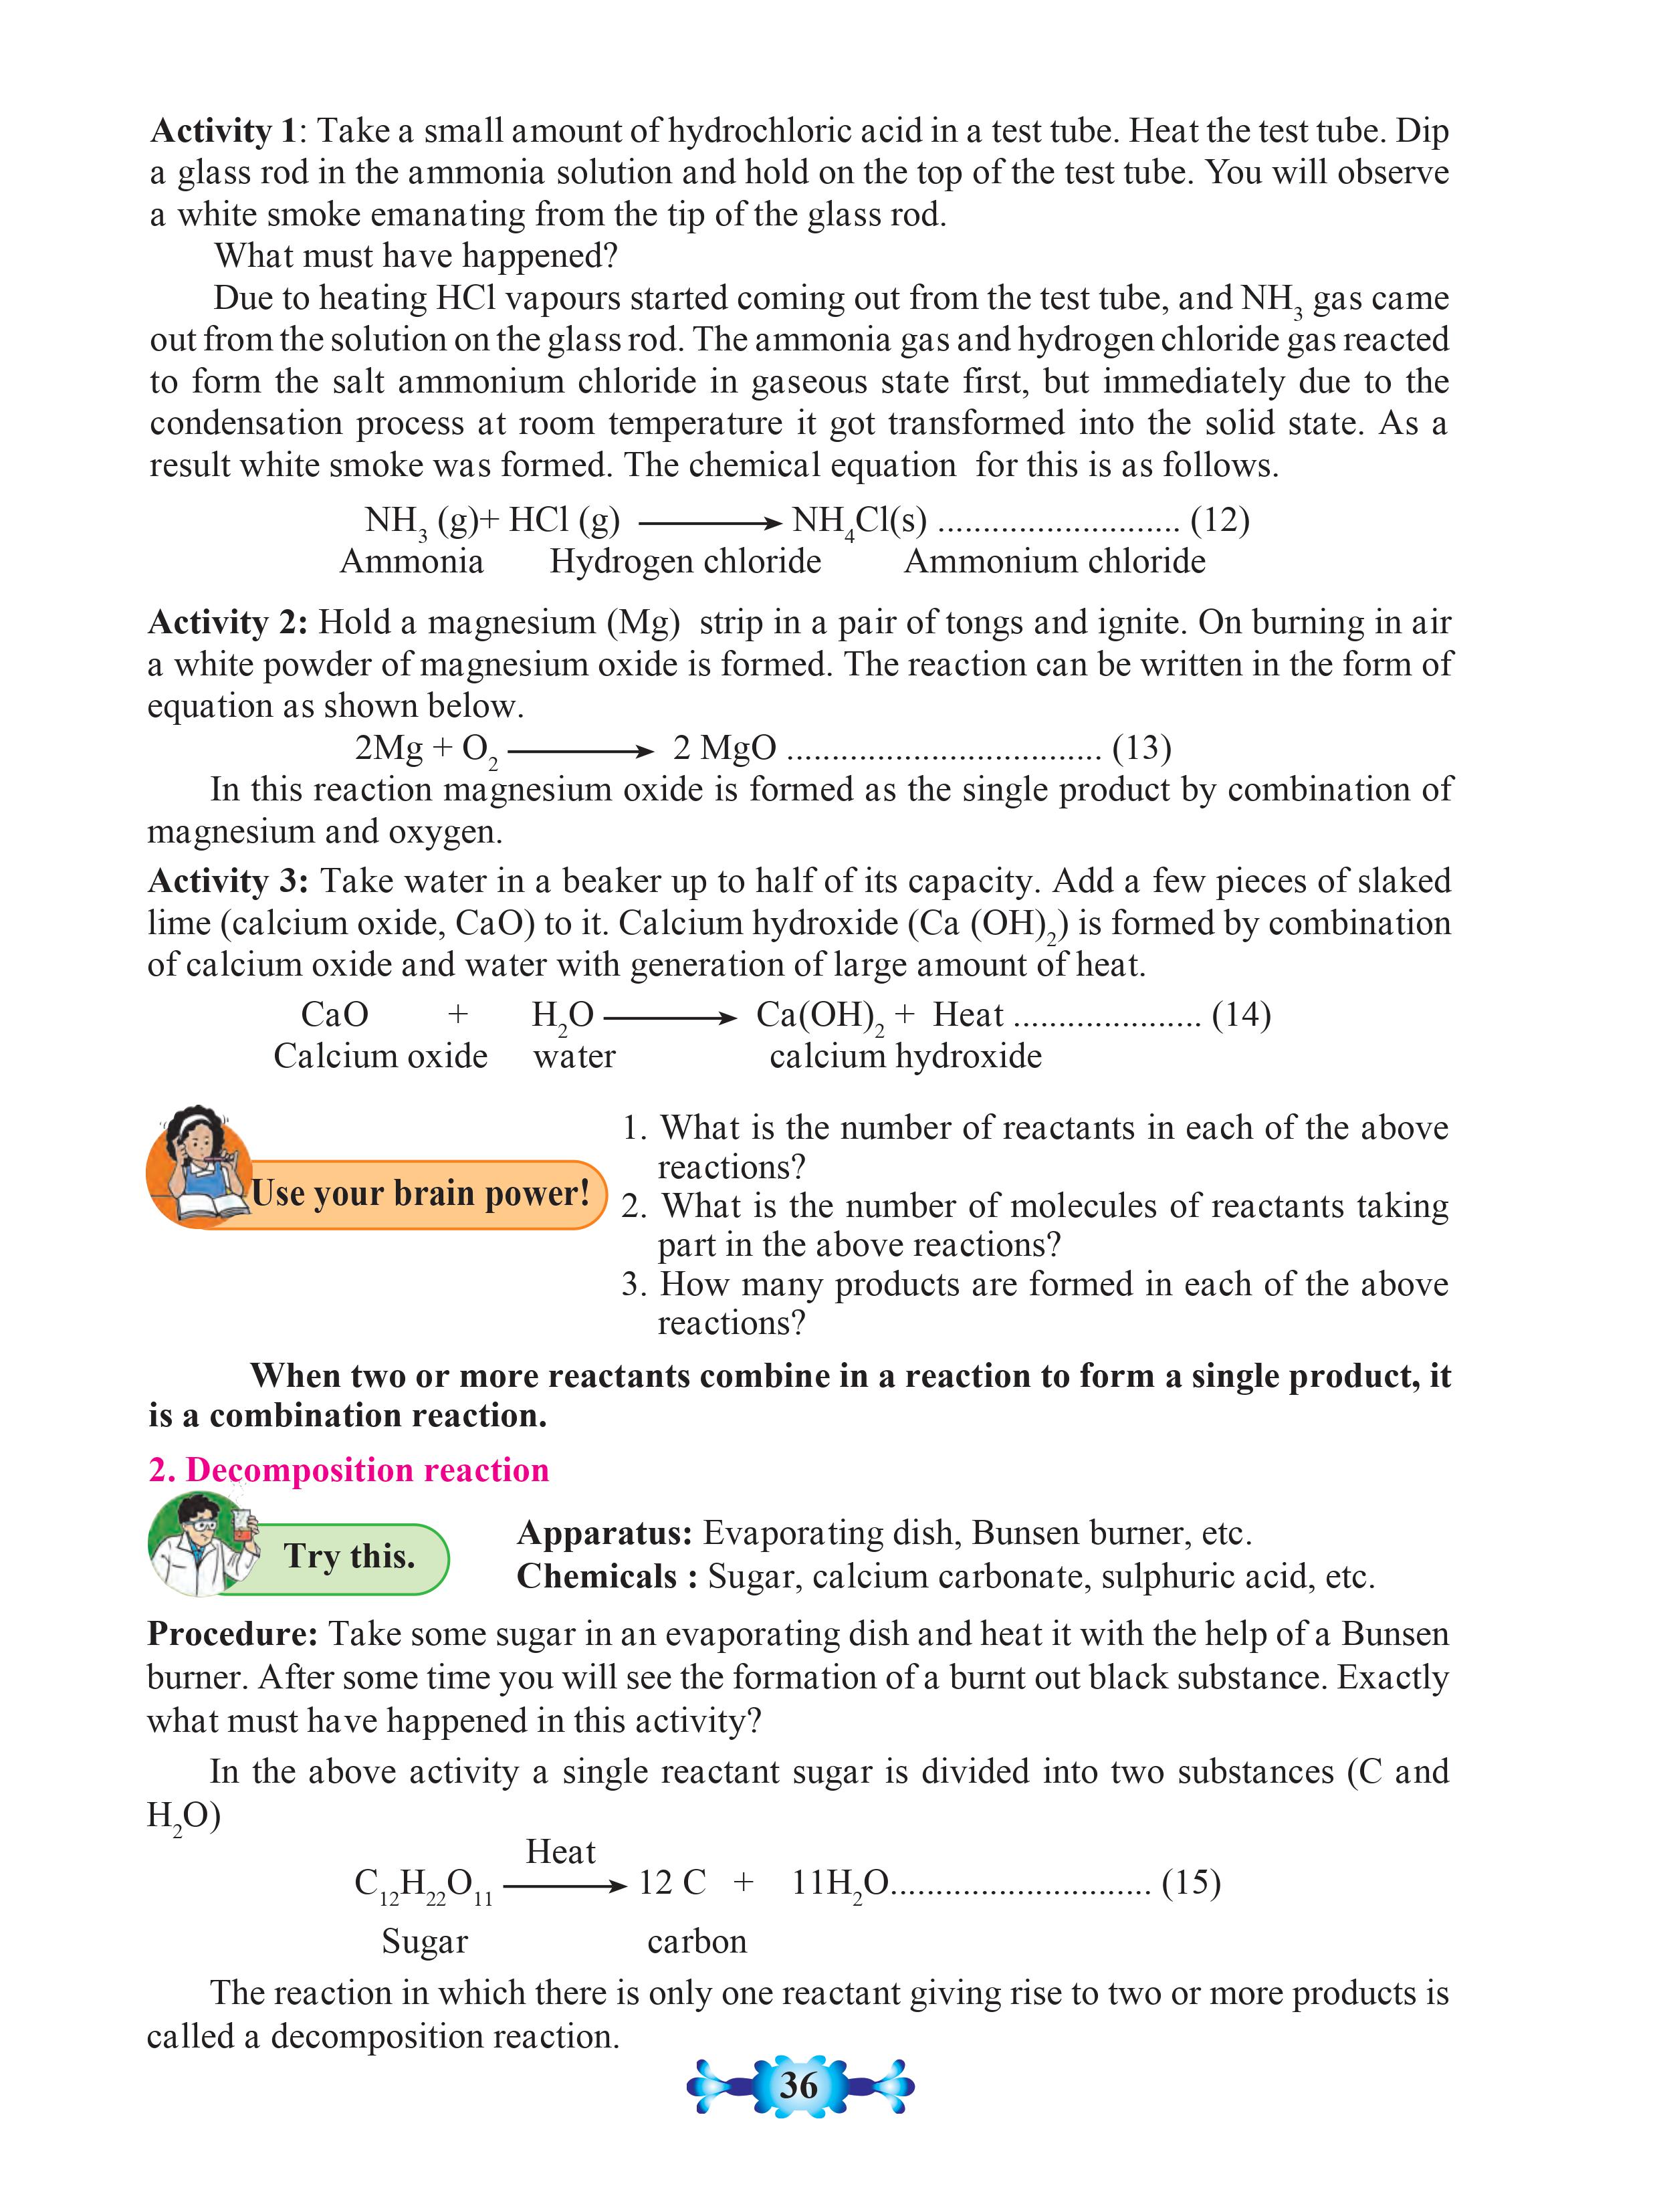 Activity 1: Take a small amount of hydrochloric acid in a test tube. Heat the test tube. Dip
a glass rod in the ammonia solution and hold on the top of the test tube. You will observe
a white smoke emanating from the tip of the glass rod.
What must have happened?
Due to heating HCl vapours started coming out from the test tube, and NH₃ gas came
out from the solution on the glass rod. The ammonia gas and hydrogen chloride gas reacted
to form the salt ammonium chloride in gaseous state first, but immediately due to the
condensation process at room temperature it got transformed into the solid state. As a
result white smoke was formed. The chemical equation for this is as follows.
NH₃ (g)+ HCl (g) ⟶ NH₄Cl(s) ........................... (12)
Ammonia Hydrogen chloride Ammonium chloride
Activity 2: Hold a magnesium (Mg) strip in a pair of tongs and ignite. On burning in air
a white powder of magnesium oxide is formed. The reaction can be written in the form of
equation as shown below.
2Mg + O₂ ⟶ 2 MgO ................................... (13)
In this reaction magnesium oxide is formed as the single product by combination of
magnesium and oxygen.
Activity 3: Take water in a beaker up to half of its capacity. Add a few pieces of slaked
lime (calcium oxide, CaO) to it. Calcium hydroxide (Ca (OH)₂) is formed by combination
of calcium oxide and water with generation of large amount of heat.
CaO + H₂O ⟶ Ca(OH)₂ + Heat ..................... (14)
Calcium oxide water calcium hydroxide
Use your brain power!
1. What is the number of reactants in each of the above
reactions?
2. What is the number of molecules of reactants taking
part in the above reactions?
3. How many products are formed in each of the above
reactions?
When two or more reactants combine in a reaction to form a single product, it
is a combination reaction.
2. Decomposition reaction
Try this.
Apparatus: Evaporating dish, Bunsen burner, etc.
Chemicals : Sugar, calcium carbonate, sulphuric acid, etc.
Procedure: Take some sugar in an evaporating dish and heat it with the help of a Bunsen
burner. After some time you will see the formation of a burnt out black substance. Exactly
what must have happened in this activity?
In the above activity a single reactant sugar is divided into two substances (C and
H₂O)
Heat
C₁₂H₂₂O₁₁ ⟶ 12 C + 11H₂O............................. (15)
Sugar carbon
The reaction in which there is only one reactant giving rise to two or more products is
called a decomposition reaction.
36